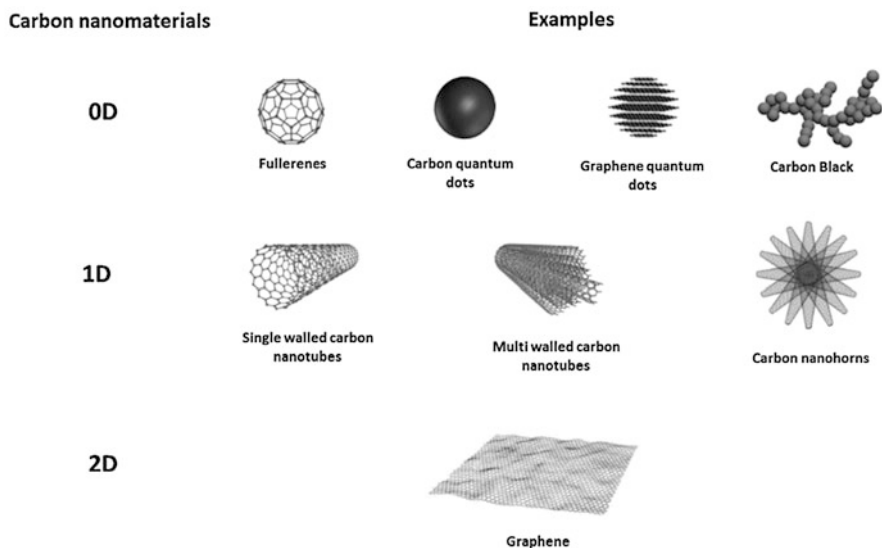 Carbon nanomaterials
Examples
0D
Fullerenes
Carbon quantum
dots
Graphene quantum
dots
Carbon Black
1D
Single walled carbon
nanotubes
Multi walled carbon
nanotubes
Carbon nanohorns
2D
Graphene